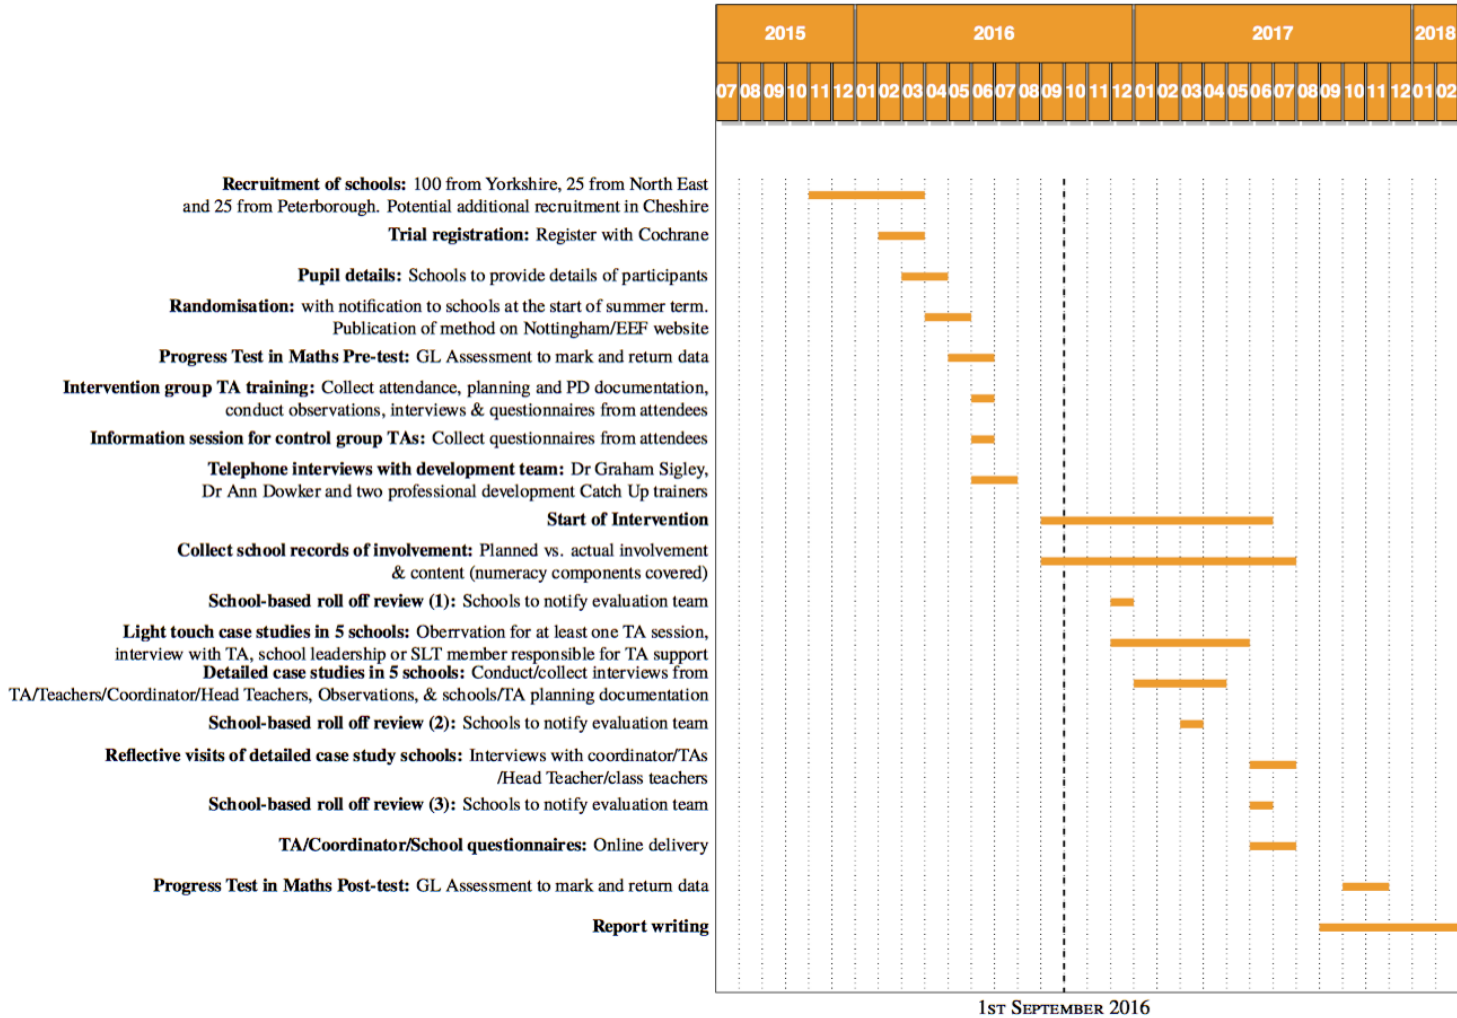 2015 2016 2017 2018
07 08 09 10 11 12 01 02 03 04 05 06 07 08 09 10 11 12 01 02 03 04 05 06 07 08 09 10 11 12 01 02
Recruitment of schools: 100 from Yorkshire, 25 from North East
and 25 from Peterborough. Potential additional recruitment in Cheshire
Trial registration: Register with Cochrane
Pupil details: Schools to provide details of participants
Randomisation: with notification to schools at the start of summer term.
Publication of method on Nottingham/EEF website
Progress Test in Maths Pre-test: GL Assessment to mark and return data
Intervention group TA training: Collect attendance, planning and PD documentation,
conduct observations, interviews & questionnaires from attendees
Information session for control group TAs: Collect questionnaires from attendees
Telephone interviews with development team: Dr Graham Sigley,
Dr Ann Dowker and two professional development Catch Up trainers
Start of Intervention
Collect school records of involvement: Planned vs. actual involvement
& content (numeracy components covered)
School-based roll off review (1): Schools to notify evaluation team
Light touch case studies in 5 schools: Oberrvation for at least one TA session,
interview with TA, school leadership or SLT member responsible for TA support
Detailed case studies in 5 schools: Conduct/collect interviews from
TA/Teachers/Coordinator/Head Teachers, Observations, & schools/TA planning documentation
School-based roll off review (2): Schools to notify evaluation team
Reflective visits of detailed case study schools: Interviews with coordinator/TAs
/Head Teacher/class teachers
School-based roll off review (3): Schools to notify evaluation team
TA/Coordinator/School questionnaires: Online delivery
Progress Test in Maths Post-test: GL Assessment to mark and return data
Report writing
1ST SEPTEMBER 2016